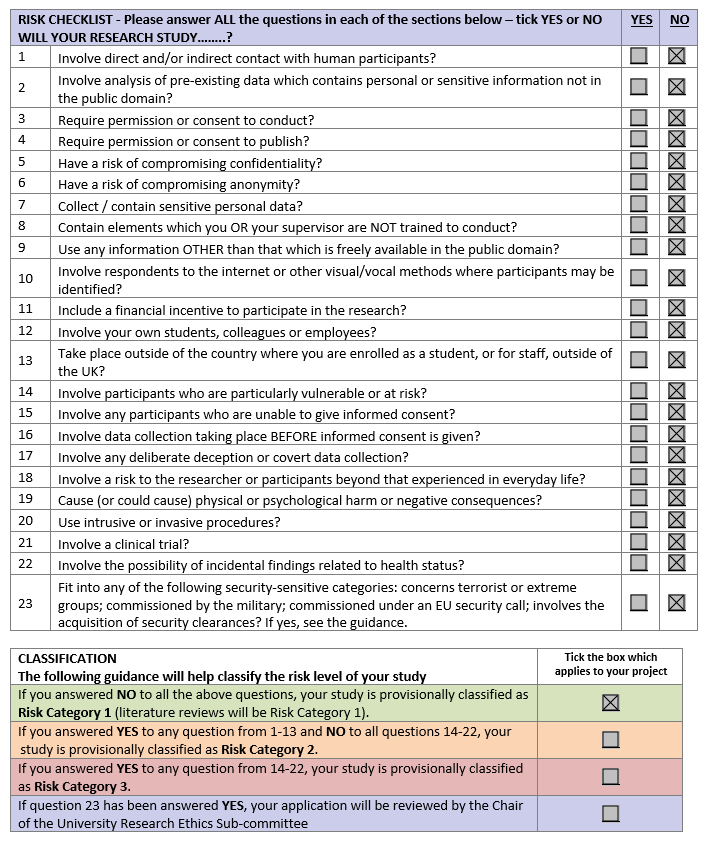 RISK CHECKLIST - Please answer ALL the questions in each of the sections below – tick YES or NO YES NO
WILL YOUR RESEARCH STUDY……..?
1 Involve direct and/or indirect contact with human participants?
2 Involve analysis of pre-existing data which contains personal or sensitive information not in
the public domain?
3 Require permission or consent to conduct?
4 Require permission or consent to publish?
5 Have a risk of compromising confidentiality?
6 Have a risk of compromising anonymity?
7 Collect / contain sensitive personal data?
8 Contain elements which you OR your supervisor are NOT trained to conduct?
9 Use any information OTHER than that which is freely available in the public domain?
10 Involve respondents to the internet or other visual/vocal methods where participants may be
identified?
11 Include a financial incentive to participate in the research?
12 Involve your own students, colleagues or employees?
13 Take place outside of the country where you are enrolled as a student, or for staff, outside of
the UK?
14 Involve participants who are particularly vulnerable or at risk?
15 Involve any participants who are unable to give informed consent?
16 Involve data collection taking place BEFORE informed consent is given?
17 Involve any deliberate deception or covert data collection?
18 Involve a risk to the researcher or participants beyond that experienced in everyday life?
19 Cause (or could cause) physical or psychological harm or negative consequences?
20 Use intrusive or invasive procedures?
21 Involve a clinical trial?
22 Involve the possibility of incidental findings related to health status?
23 Fit into any of the following security-sensitive categories: concerns terrorist or extreme
groups; commissioned by the military; commissioned under an EU security call; involves the
acquisition of security clearances? If yes, see the guidance.
CLASSIFICATION
The following guidance will help classify the risk level of your study
Tick the box which
applies to your project
If you answered NO to all the above questions, your study is provisionally classified as
Risk Category 1 (literature reviews will be Risk Category 1).
If you answered YES to any question from 1-13 and NO to all questions 14-22, your
study is provisionally classified as Risk Category 2.
If you answered YES to any question from 14-22, your study is provisionally classified
as Risk Category 3.
If question 23 has been answered YES, your application will be reviewed by the Chair
of the University Research Ethics Sub-committee